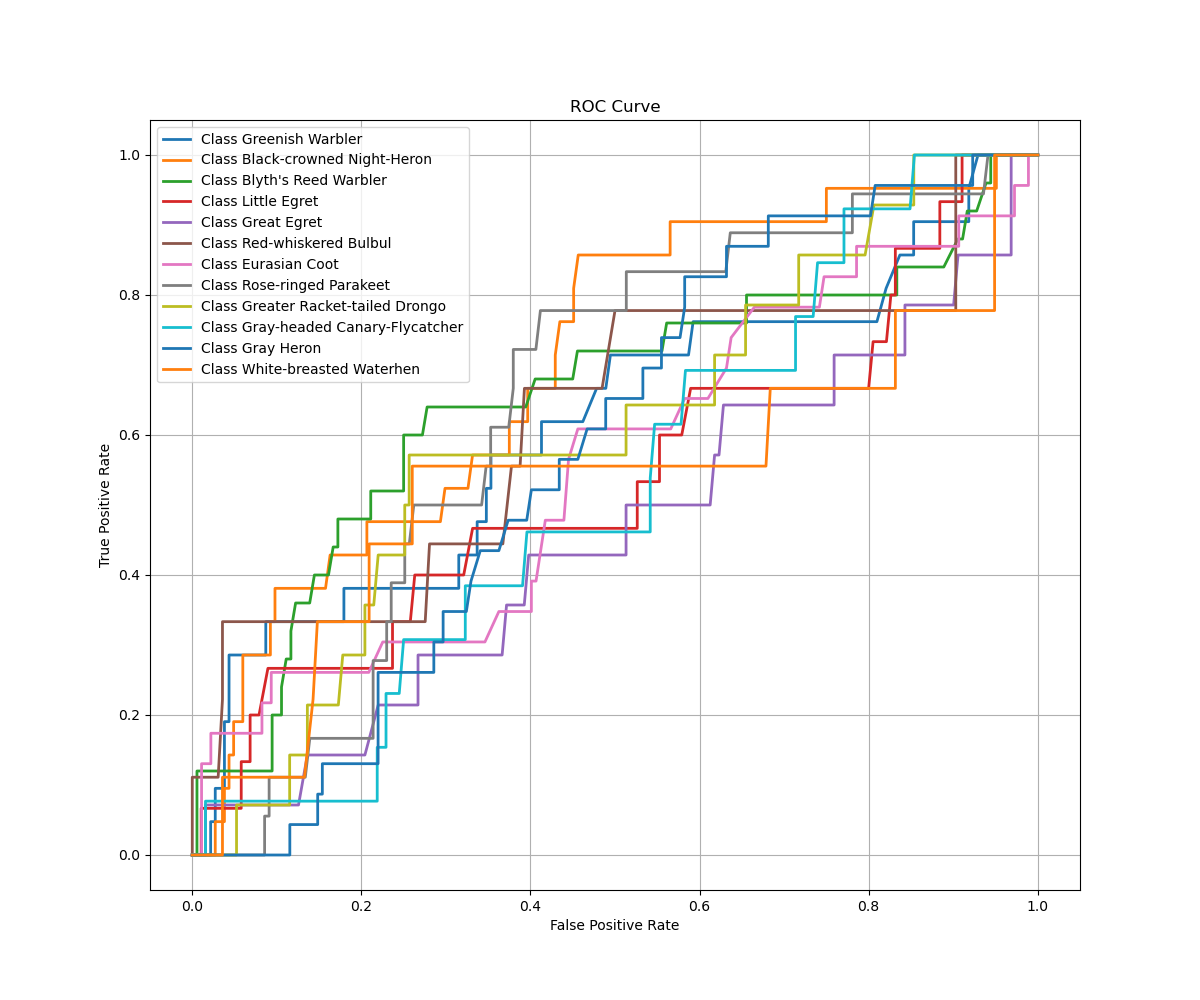 ROC Curve
Class Greenish Warbler
Class Black-crowned Night-Heron
Class Blyth's Reed Warbler
Class Little Egret
Class Great Egret
Class Red-whiskered Bulbul
Class Eurasian Coot
Class Rose-ringed Parakeet
Class Greater Racket-tailed Drongo
Class Gray-headed Canary-Flycatcher
Class Gray Heron
Class White-breasted Waterhen
1.0
0.8
0.6
0.4
0.2
0.0
True Positive Rate
0.0 0.2 0.4 0.6 0.8 1.0
False Positive Rate